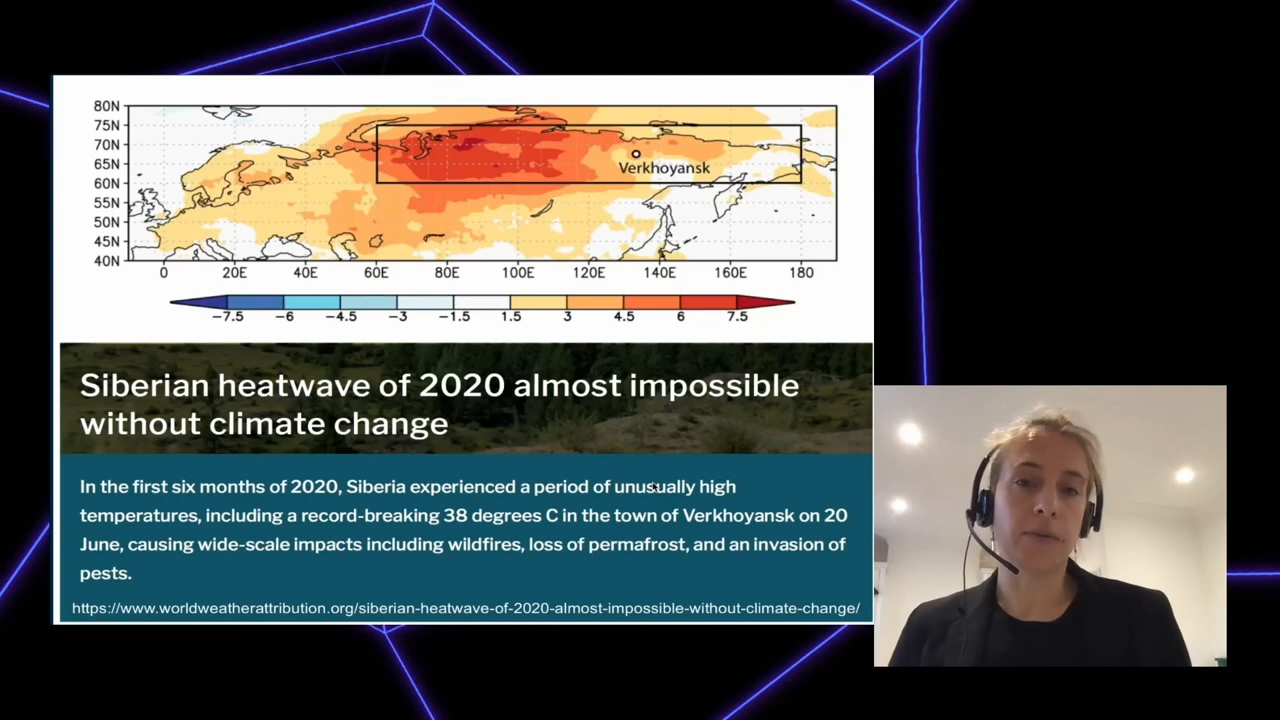 80N
75N
70N
65N
60N
55N
50N
45N
40N
Verkhoyansk
0 20E 40E 60E 80E 100E 120E 140E 160E 180
−7.5 −6 −4.5 −3 −1.5 1.5 3 4.5 6 7.5
Siberian heatwave of 2020 almost impossible
without climate change
In the first six months of 2020, Siberia experienced a period of unusually high
temperatures, including a record-breaking 38 degrees C in the town of Verkhoyansk on 20
June, causing wide-scale impacts including wildfires, loss of permafrost, and an invasion of
pests.
https://www.worldweatherattribution.org/siberian-heatwave-of-2020-almost-impossible-without-climate-change/